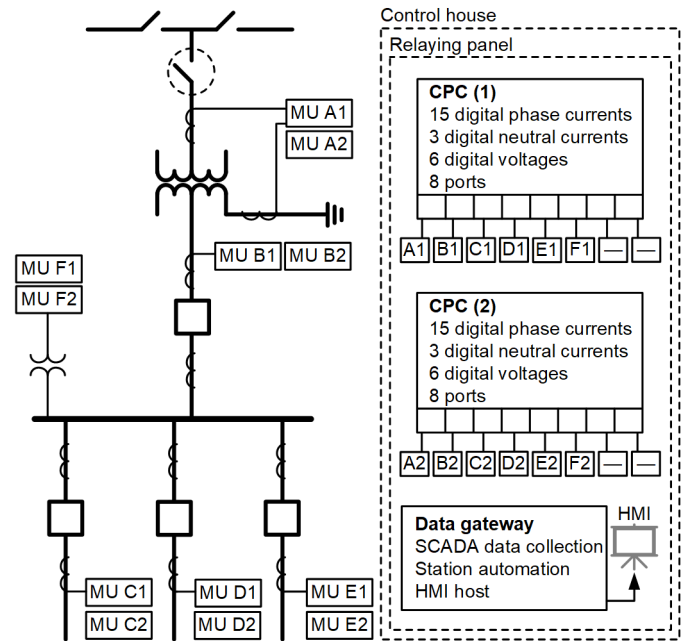 Control house
Relaying panel
MU A1
MU A2
MU B1
MU B2
MU F1
MU F2
MU C1
MU C2
MU D1
MU D2
MU E1
MU E2
CPC (1)
15 digital phase currents
3 digital neutral currents
6 digital voltages
8 ports
A1 B1 C1 D1 E1 F1 — —
CPC (2)
15 digital phase currents
3 digital neutral currents
6 digital voltages
8 ports
A2 B2 C2 D2 E2 F2 — —
Data gateway
SCADA data collection
Station automation
HMI host
HMI